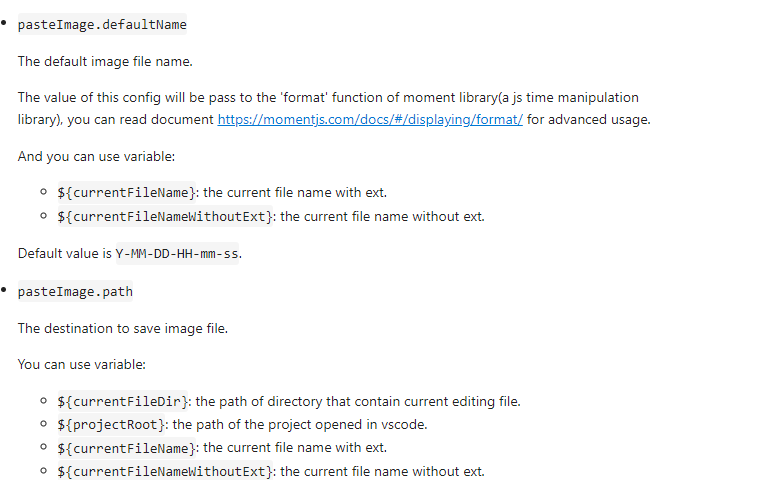 pasteImage.defaultName
The default image file name.
The value of this config will be pass to the 'format' function of moment library(a js time manipulation
library), you can read document https://momentjs.com/docs/#/displaying/format/ for advanced usage.
And you can use variable:
${currentFileName}: the current file name with ext.
${currentFileNameWithoutExt}: the current file name without ext.
Default value is Y-MM-DD-HH-mm-ss.
pasteImage.path
The destination to save image file.
You can use variable:
${currentFileDir}: the path of directory that contain current editing file.
${projectRoot}: the path of the project opened in vscode.
${currentFileName}: the current file name with ext.
${currentFileNameWithoutExt}: the current file name without ext.